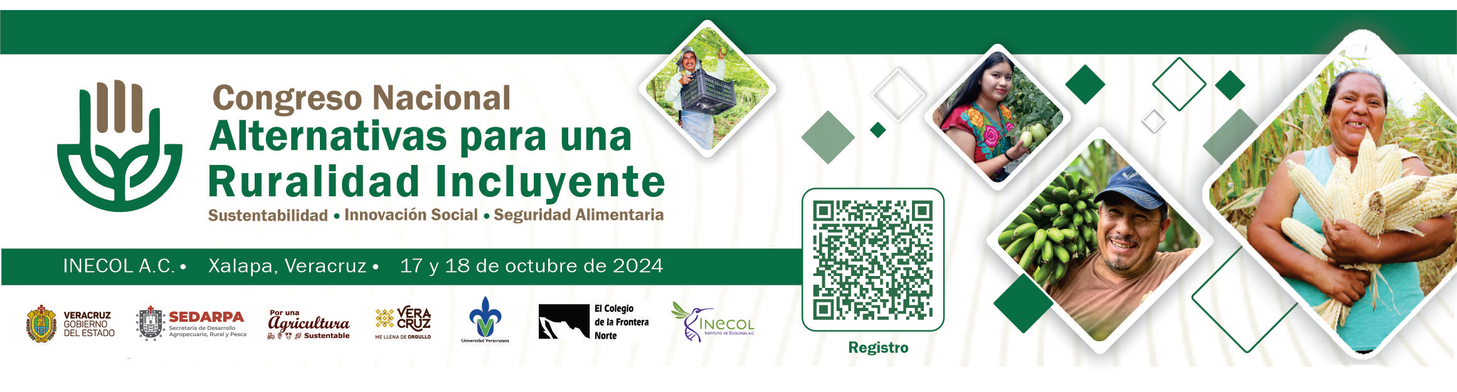 Congreso Nacional
Alternativas para una
Ruralidad Incluyente
Sustentabilidad • Innovación Social • Seguridad Alimentaria
INECOL A.C. • Xalapa, Veracruz • 17 y 18 de octubre de 2024
VERACRUZ
GOBIERNO
DEL ESTADO
SEDARPA
Secretaría de Desarrollo
Agropecuario, Rural y Pesca
Por una
Agricultura
Sustentable
VERA
CRUZ
ME LLENA DE ORGULLO
Universidad Veracruzana
El Colegio
de la Frontera
Norte
INECOL
INSTITUTO DE ECOLOGÍA, A.C.
Registro